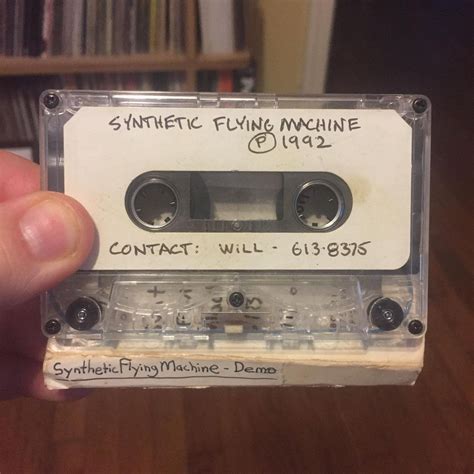 SYNTHETIC FLYING MACHINE
Ⓟ 1992
CONTACT: WILL - 613-8375
SyntheticFlyingMachine - Demo